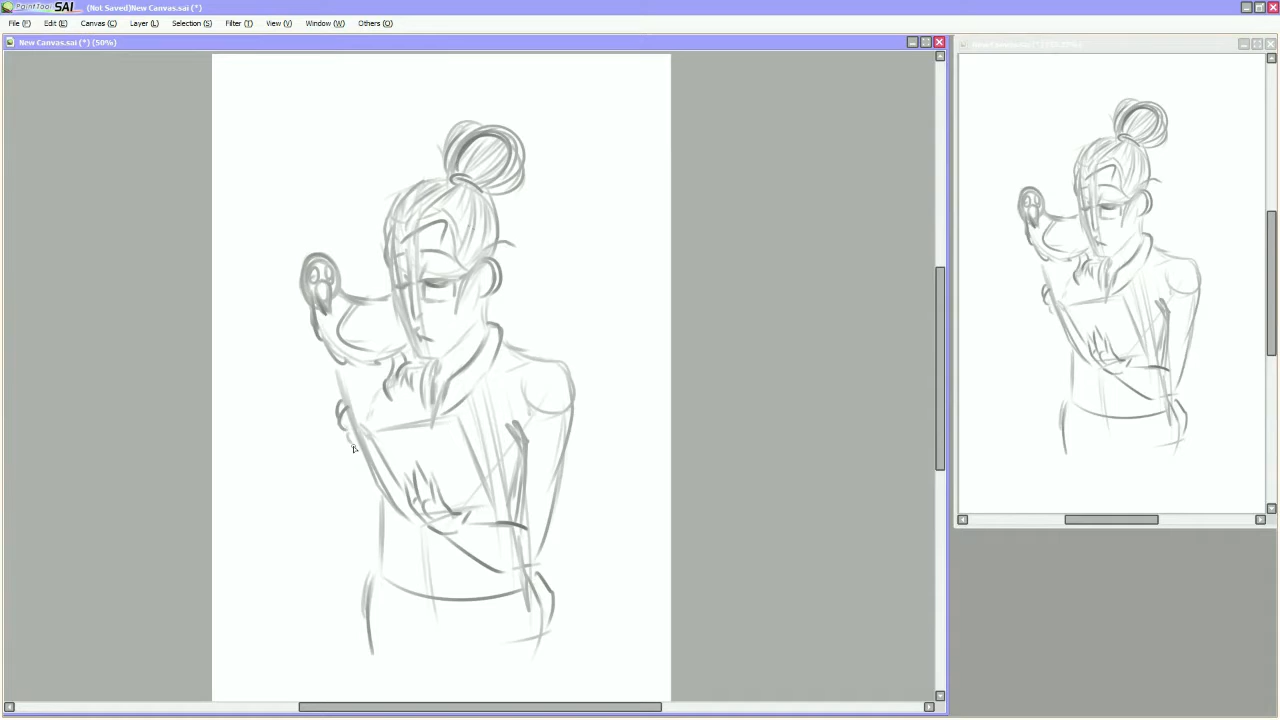 PaintTool SAI (Not Saved)New Canvas.sai (*)
File (F) Edit (E) Canvas (C) Layer (L) Selection (S) Filter (T) View (V) Window (W) Others (O)
New Canvas.sai (*) (50%)